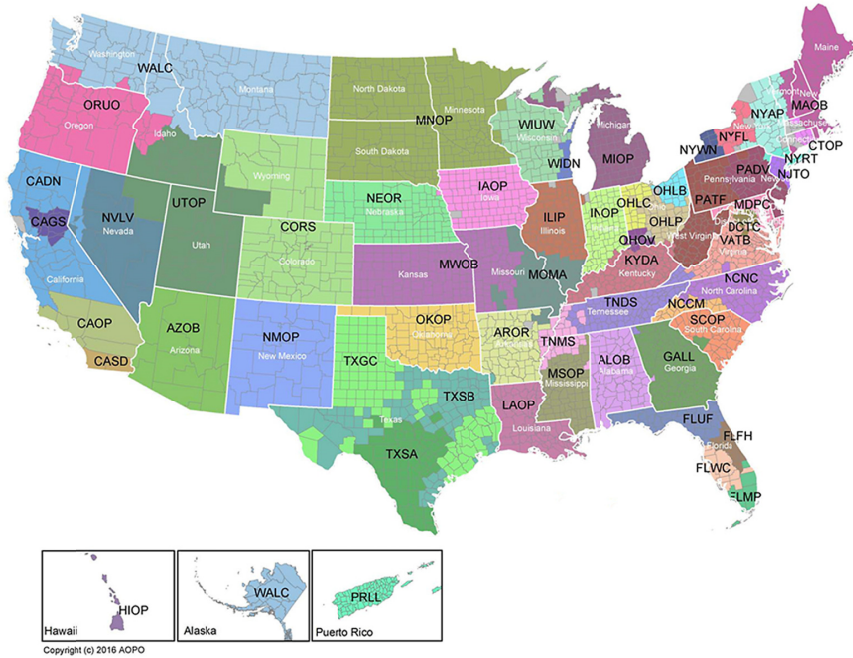 Washington
WALC
Montana
North Dakota
Minnesota
Maine
ORUO
Oregon
Idaho
MNOP
South Dakota
WIUW
Wisconsin
WIDN
Michigan
MIOP
NYWN
NYFL
NYAP
MAOB
CTOP
NYRT
NJTO
Wyoming
CADN
CAGS
NVLV
Nevada
UTOP
Utah
CORS
Colorado
NEOR
Nebraska
IAOP
Iowa
ILIP
Illinois
INOP
OHLC
OHLB
OHLP
OHOV
PADV
Pennsylvania
PATF
MDPC
DCTC
VATB
Virginia
West Virginia
California
Kansas
MWOB
Missouri
MOMA
KYDA
Kentucky
NCNC
North Carolina
CAOP
CASD
AZOB
Arizona
NMOP
New Mexico
OKOP
Oklahoma
AROR
Arkansas
TNDS
Tennessee
TNMS
NCCM
SCOP
South Carolina
TXGC
TXSB
Texas
TXSA
LAOP
Louisiana
MSOP
Mississippi
ALOB
Alabama
GALL
Georgia
FLUF
FLFH
Florida
FLWC
FLMP
HIOP
Hawaii
WALC
Alaska
PRLL
Puerto Rico
Copyright (c) 2016 AOPO